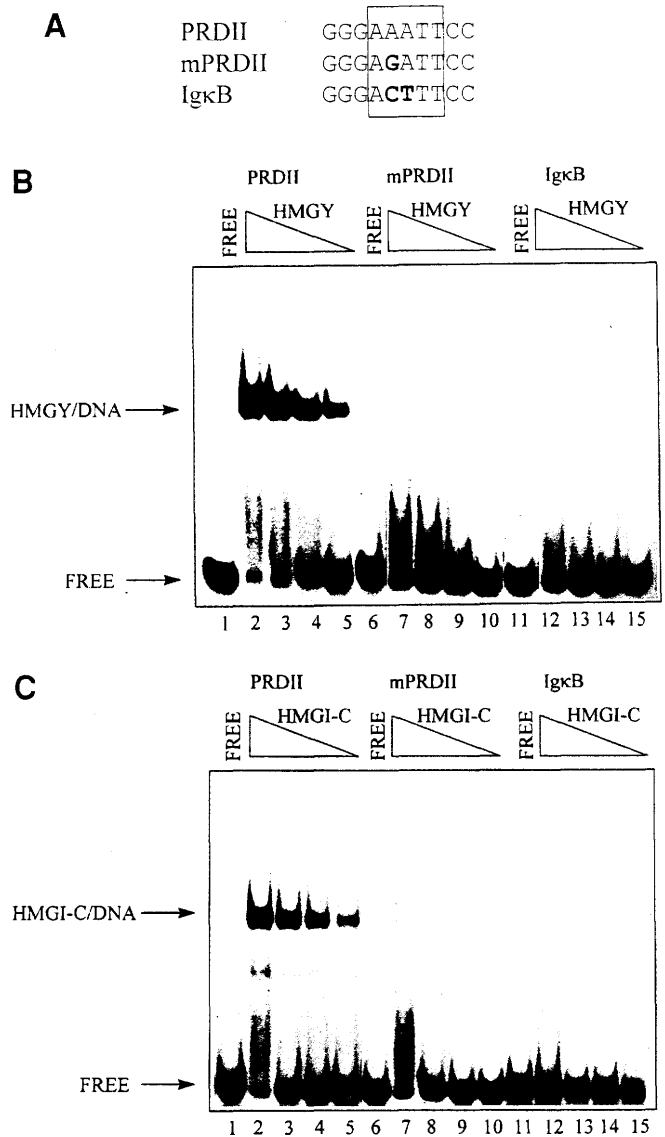 A
PRDII GGGAAATTCC
mPRDII GGGAGATTCC
IgκB GGGACTTTCC
B
PRDII mPRDII IgκB
FREE HMGY FREE HMGY FREE HMGY
HMGY/DNA
FREE
1 2 3 4 5 6 7 8 9 10 11 12 13 14 15
C
PRDII mPRDII IgκB
FREE HMGI-C FREE HMGI-C FREE HMGI-C
HMGI-C/DNA
FREE
1 2 3 4 5 6 7 8 9 10 11 12 13 14 15